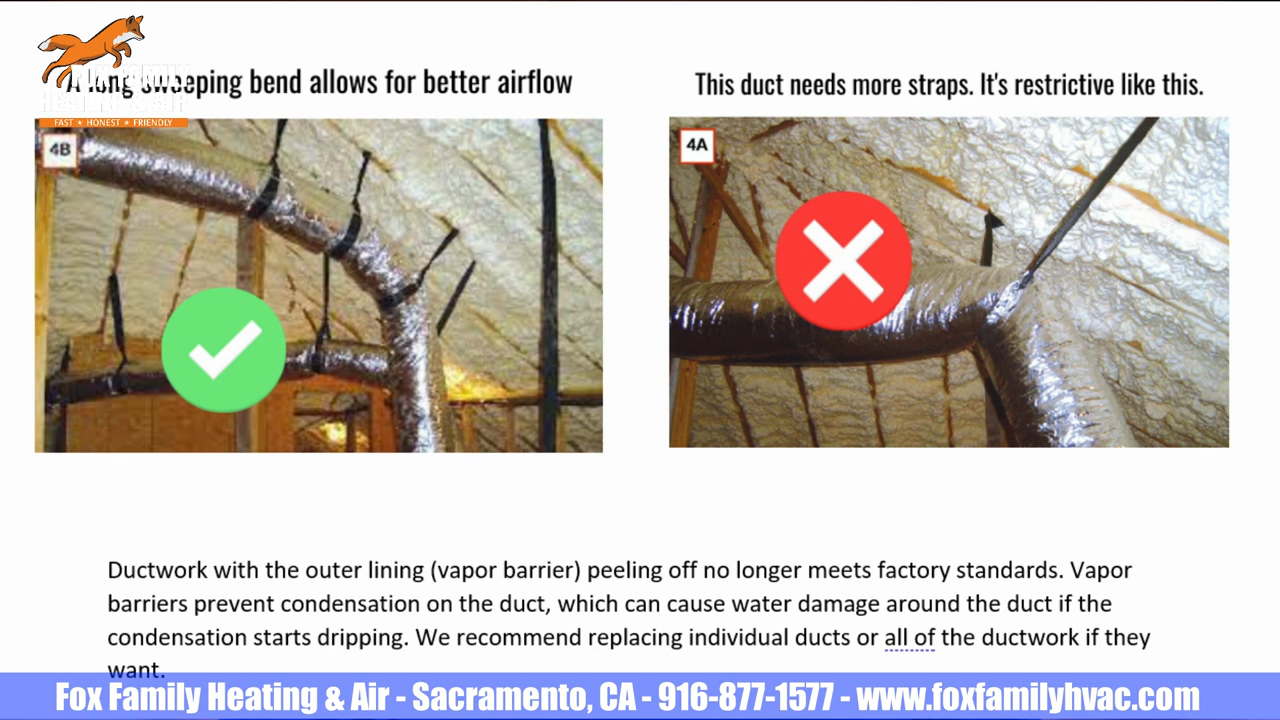 A long sweeping bend allows for better airflow
This duct needs more straps. It's restrictive like this.
FAST ★ HONEST ★ FRIENDLY
4B
4A
Ductwork with the outer lining (vapor barrier) peeling off no longer meets factory standards. Vapor
barriers prevent condensation on the duct, which can cause water damage around the duct if the
condensation starts dripping. We recommend replacing individual ducts or all of the ductwork if they
want.
Fox Family Heating & Air - Sacramento, CA - 916-877-1577 - www.foxfamilyhvac.com